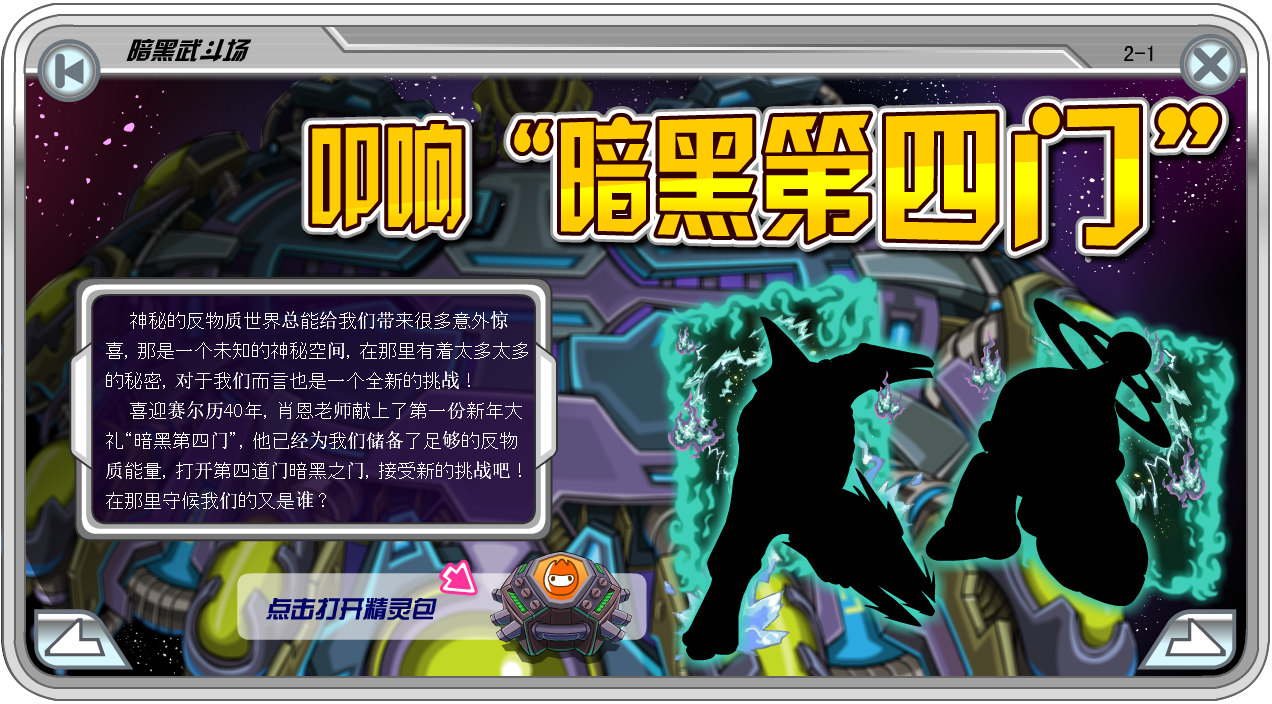 暗黑武斗场
2-1
叩响“暗黑第四门”
神秘的反物质世界总能给我们带来很多意外惊
喜, 那是一个未知的神秘空间, 在那里有着太多太多
的秘密, 对于我们而言也是一个全新的挑战！
喜迎赛尔历40年, 肖恩老师献上了第一份新年大
礼“暗黑第四门”, 他已经为我们储备了足够的反物
质能量, 打开第四道门暗黑之门, 接受新的挑战吧！
在那里守候我们的又是谁？
点击打开精灵包